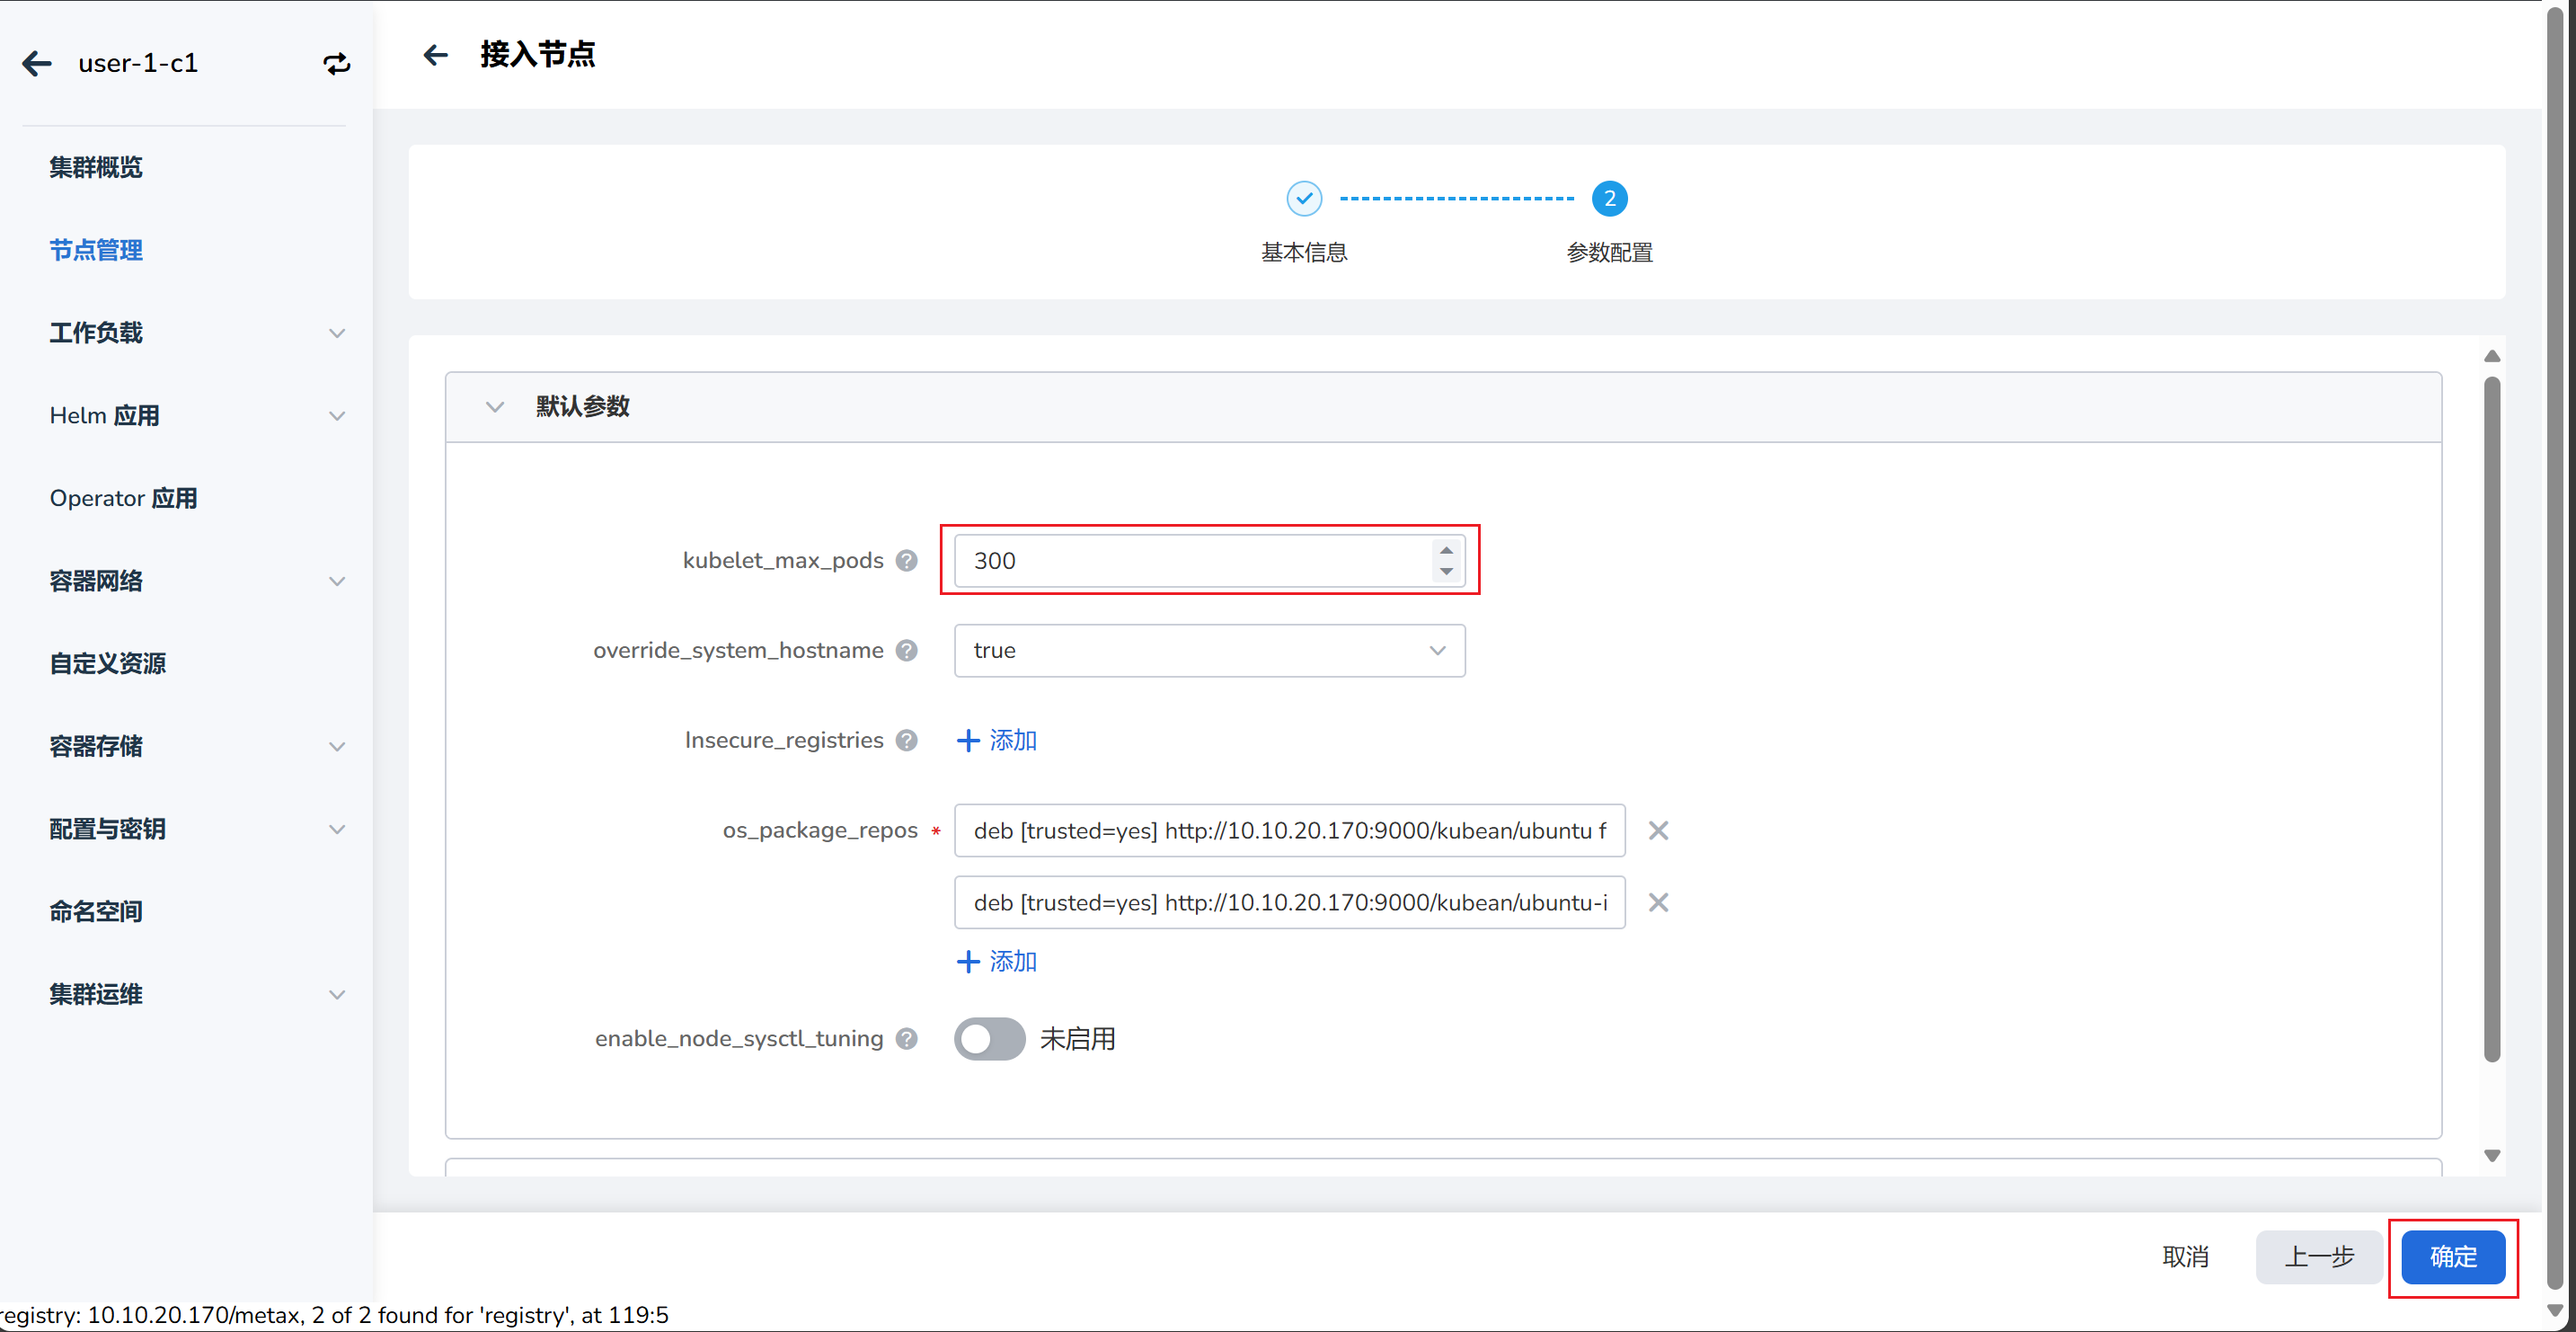 user-1-c1
集群概览
节点管理
工作负载
Helm 应用
Operator 应用
容器网络
自定义资源
容器存储
配置与密钥
命名空间
集群运维
接入节点
2
基本信息
参数配置
默认参数
kubelet_max_pods ? 300
override_system_hostname ? true
Insecure_registries ? + 添加
os_package_repos * deb [trusted=yes] http://10.10.20.170:9000/kubean/ubuntu f
deb [trusted=yes] http://10.10.20.170:9000/kubean/ubuntu-i
+ 添加
enable_node_sysctl_tuning ? 未启用
取消 上一步 确定
registry: 10.10.20.170/metax, 2 of 2 found for 'registry', at 119:5